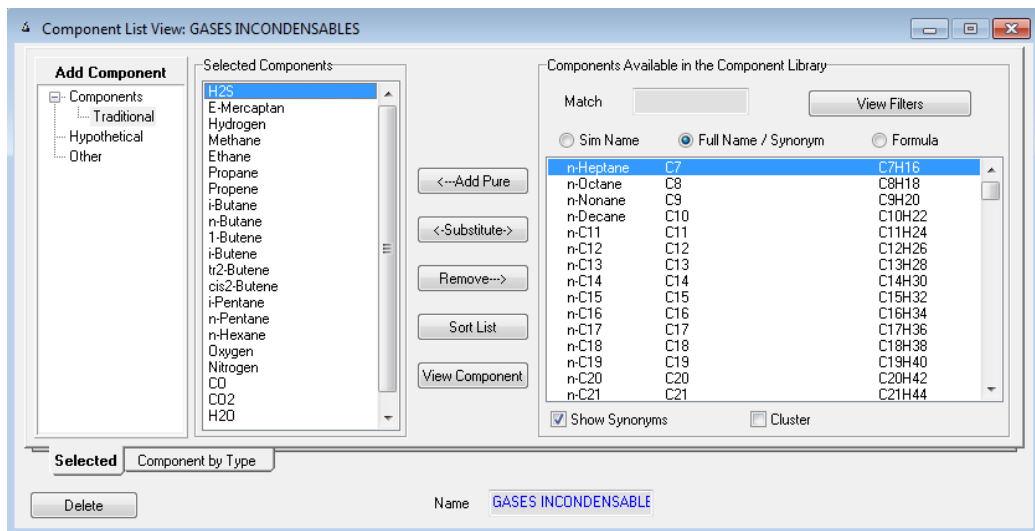 Component List View: GASES INCONDENSABLES
Add Component
Components
Traditional
Hypothetical
Other
Selected Components
H2S
E-Mercaptan
Hydrogen
Methane
Ethane
Propane
Propene
i-Butane
n-Butane
1-Butene
i-Butene
tr2-Butene
cis2-Butene
i-Pentane
n-Pentane
n-Hexane
Oxygen
Nitrogen
CO
CO2
H2O
<---Add Pure
<-Substitute->
Remove--->
Sort List
View Component
Components Available in the Component Library
Match
View Filters
Sim Name Full Name / Synonym Formula
n-Heptane C7 C7H16
n-Octane C8 C8H18
n-Nonane C9 C9H20
n-Decane C10 C10H22
n-C11 C11 C11H24
n-C12 C12 C12H26
n-C13 C13 C13H28
n-C14 C14 C14H30
n-C15 C15 C15H32
n-C16 C16 C16H34
n-C17 C17 C17H36
n-C18 C18 C18H38
n-C19 C19 C19H40
n-C20 C20 C20H42
n-C21 C21 C21H44
Show Synonyms Cluster
Selected Component by Type
Delete
Name GASES INCONDENSABLE